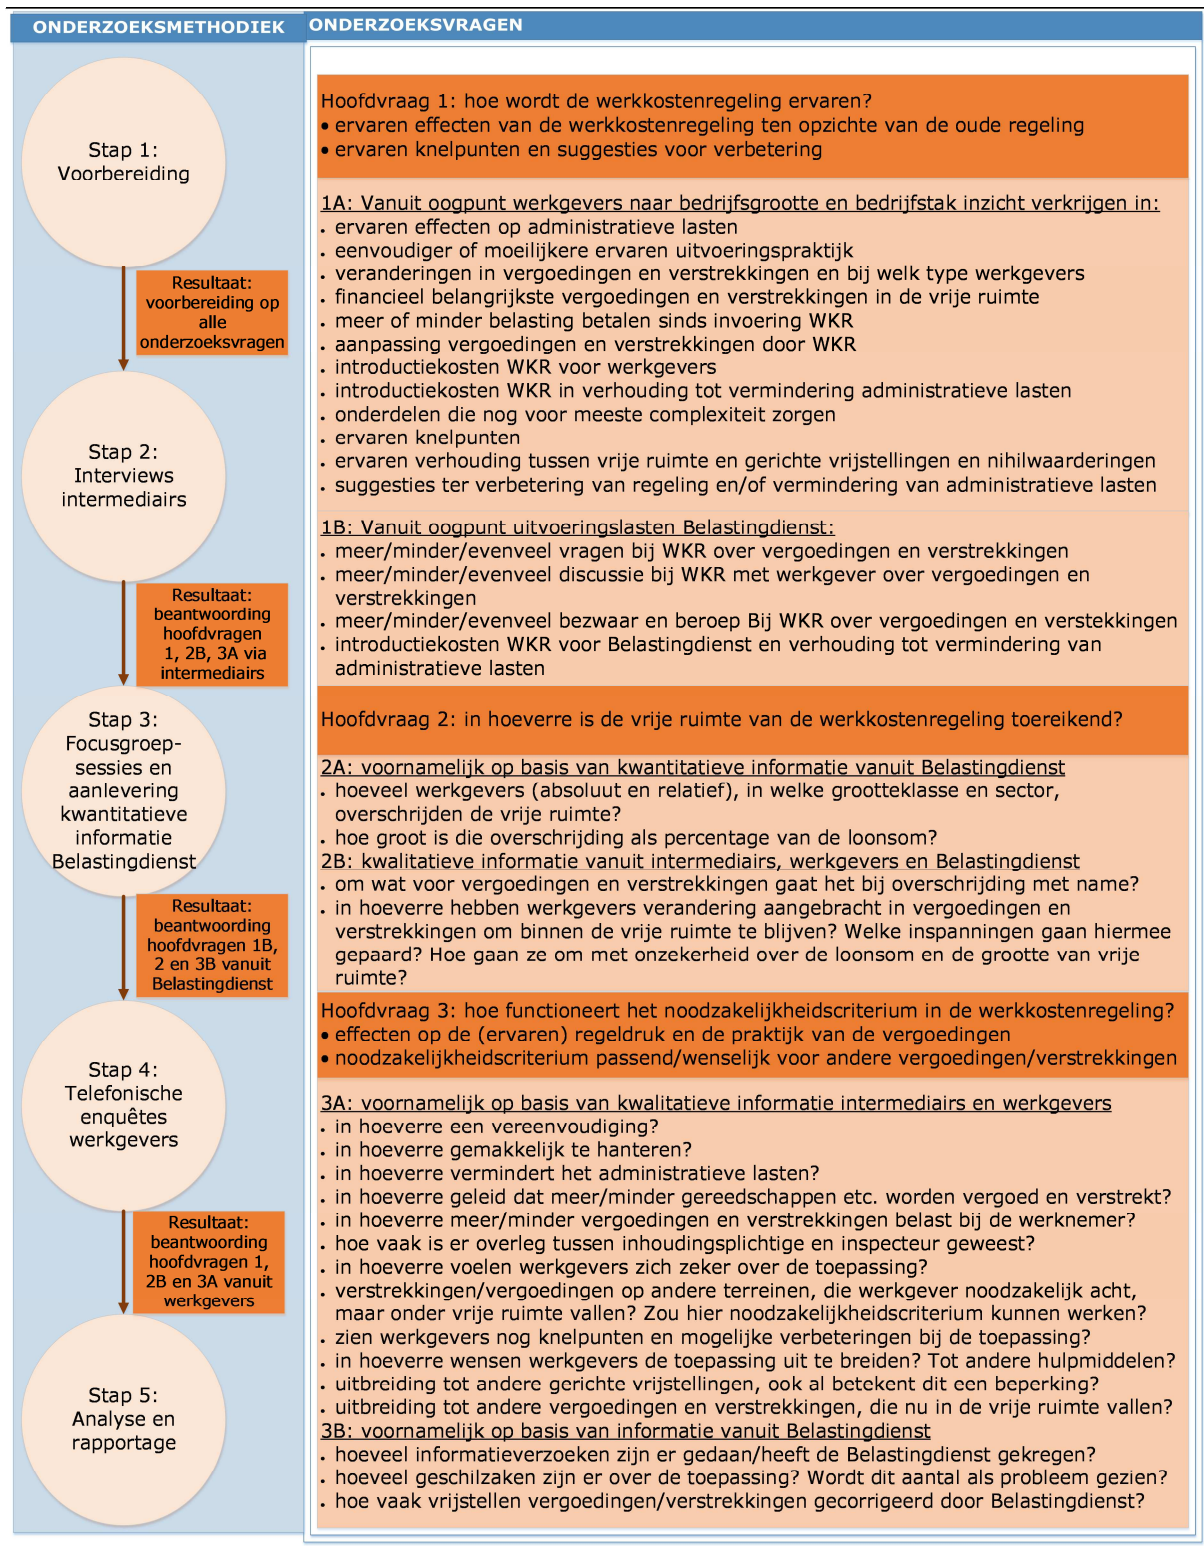 ONDERZOEKSMETHODIEK
Stap 1:
Voorbereiding
Resultaat:
voorbereiding op
alle
onderzoeksvragen
Stap 2:
Interviews
intermediairs
Resultaat:
beantwoording
hoofdvragen
1, 2B, 3A via
intermediairs
Stap 3:
Focusgroep-
sessies en
aanlevering
kwantitatieve
informatie
Belastingdienst
Resultaat:
beantwoording
hoofdvragen 1B,
2 en 3B vanuit
Belastingdienst
Stap 4:
Telefonische
enquêtes
werkgevers
Resultaat:
beantwoording
hoofdvragen 1,
2B en 3A vanuit
werkgevers
Stap 5:
Analyse en
rapportage
ONDERZOEKSVRAGEN
Hoofdvraag 1: hoe wordt de werkkostenregeling ervaren?
• ervaren effecten van de werkkostenregeling ten opzichte van de oude regeling
• ervaren knelpunten en suggesties voor verbetering
1A: Vanuit oogpunt werkgevers naar bedrijfsgrootte en bedrijfstak inzicht verkrijgen in:
• ervaren effecten op administratieve lasten
• eenvoudiger of moeilijkere ervaren uitvoeringspraktijk
• veranderingen in vergoedingen en verstrekkingen en bij welk type werkgevers
• financieel belangrijkste vergoedingen en verstrekkingen in de vrije ruimte
• meer of minder belasting betalen sinds invoering WKR
• aanpassing vergoedingen en verstrekkingen door WKR
• introductiekosten WKR voor werkgevers
• introductiekosten WKR in verhouding tot vermindering administratieve lasten
• onderdelen die nog voor meeste complexiteit zorgen
• ervaren knelpunten
• ervaren verhouding tussen vrije ruimte en gerichte vrijstellingen en nihilwaarderingen
• suggesties ter verbetering van regeling en/of vermindering van administratieve lasten
1B: Vanuit oogpunt uitvoeringslasten Belastingdienst:
• meer/minder/evenveel vragen bij WKR over vergoedingen en verstrekkingen
• meer/minder/evenveel discussie bij WKR met werkgever over vergoedingen en
verstrekkingen
• meer/minder/evenveel bezwaar en beroep Bij WKR over vergoedingen en verstekkingen
• introductiekosten WKR voor Belastingdienst en verhouding tot vermindering van
administratieve lasten
Hoofdvraag 2: in hoeverre is de vrije ruimte van de werkkostenregeling toereikend?
2A: voornamelijk op basis van kwantitatieve informatie vanuit Belastingdienst
• hoeveel werkgevers (absoluut en relatief), in welke grootteklasse en sector,
overschrijden de vrije ruimte?
• hoe groot is die overschrijding als percentage van de loonsom?
2B: kwalitatieve informatie vanuit intermediairs, werkgevers en Belastingdienst
• om wat voor vergoedingen en verstrekkingen gaat het bij overschrijding met name?
• in hoeverre hebben werkgevers verandering aangebracht in vergoedingen en
verstrekkingen om binnen de vrije ruimte te blijven? Welke inspanningen gaan hiermee
gepaard? Hoe gaan ze om met onzekerheid over de loonsom en de grootte van vrije
ruimte?
Hoofdvraag 3: hoe functioneert het noodzakelijkheidscriterium in de werkkostenregeling?
• effecten op de (ervaren) regeldruk en de praktijk van de vergoedingen
• noodzakelijkheidscriterium passend/wenselijk voor andere vergoedingen/verstrekkingen
3A: voornamelijk op basis van kwalitatieve informatie intermediairs en werkgevers
• in hoeverre een vereenvoudiging?
• in hoeverre gemakkelijk te hanteren?
• in hoeverre vermindert het administratieve lasten?
• in hoeverre geleid dat meer/minder gereedschappen etc. worden vergoed en verstrekt?
• in hoeverre meer/minder vergoedingen en verstrekkingen belast bij de werknemer?
• hoe vaak is er overleg tussen inhoudingsplichtige en inspecteur geweest?
• in hoeverre voelen werkgevers zich zeker over de toepassing?
• verstrekkingen/vergoedingen op andere terreinen, die werkgever noodzakelijk acht,
maar onder vrije ruimte vallen? Zou hier noodzakelijkheidscriterium kunnen werken?
• zien werkgevers nog knelpunten en mogelijke verbeteringen bij de toepassing?
• in hoeverre wensen werkgevers de toepassing uit te breiden? Tot andere hulpmiddelen?
• uitbreiding tot andere gerichte vrijstellingen, ook al betekent dit een beperking?
• uitbreiding tot andere vergoedingen en verstrekkingen, die nu in de vrije ruimte vallen?
3B: voornamelijk op basis van informatie vanuit Belastingdienst
• hoeveel informatieverzoeken zijn er gedaan/heeft de Belastingdienst gekregen?
• hoeveel geschilzaken zijn er over de toepassing? Wordt dit aantal als probleem gezien?
• hoe vaak vrijstellen vergoedingen/verstrekkingen gecorrigeerd door Belastingdienst?